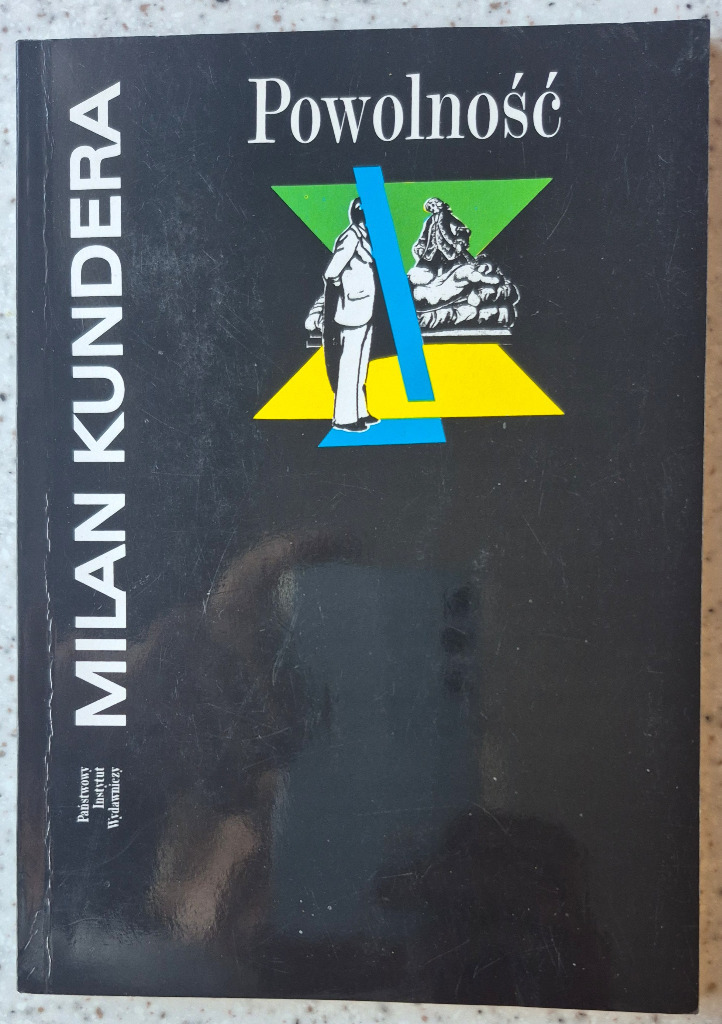 Powolność
MILAN KUNDERA
Państwowy
Instytut
Wydawniczy